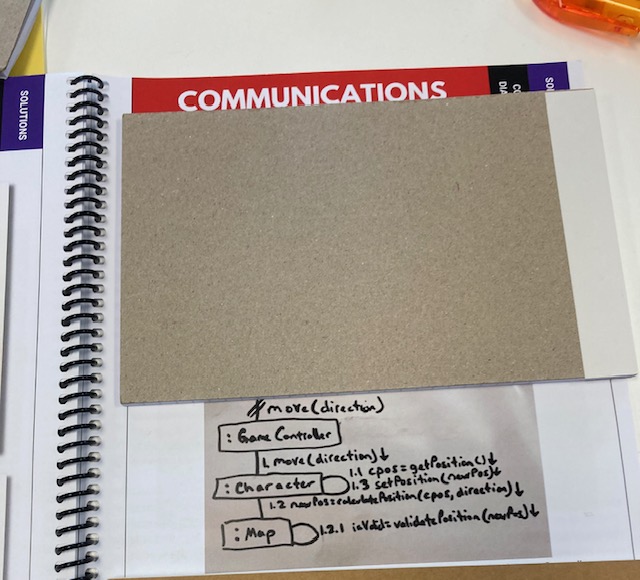 COMMUNICATIONS
SOLUTIONS
move(direction)
: Game Controller
1. move(direction)↓
1.1 cpos = getPosition()↓
: Character
1.3 setPosition(newPos)↓
1.2 newPos=calculatePosition(cpos, direction)↓
: Map
1.2.1 isValid=validatePosition(newPos)↓